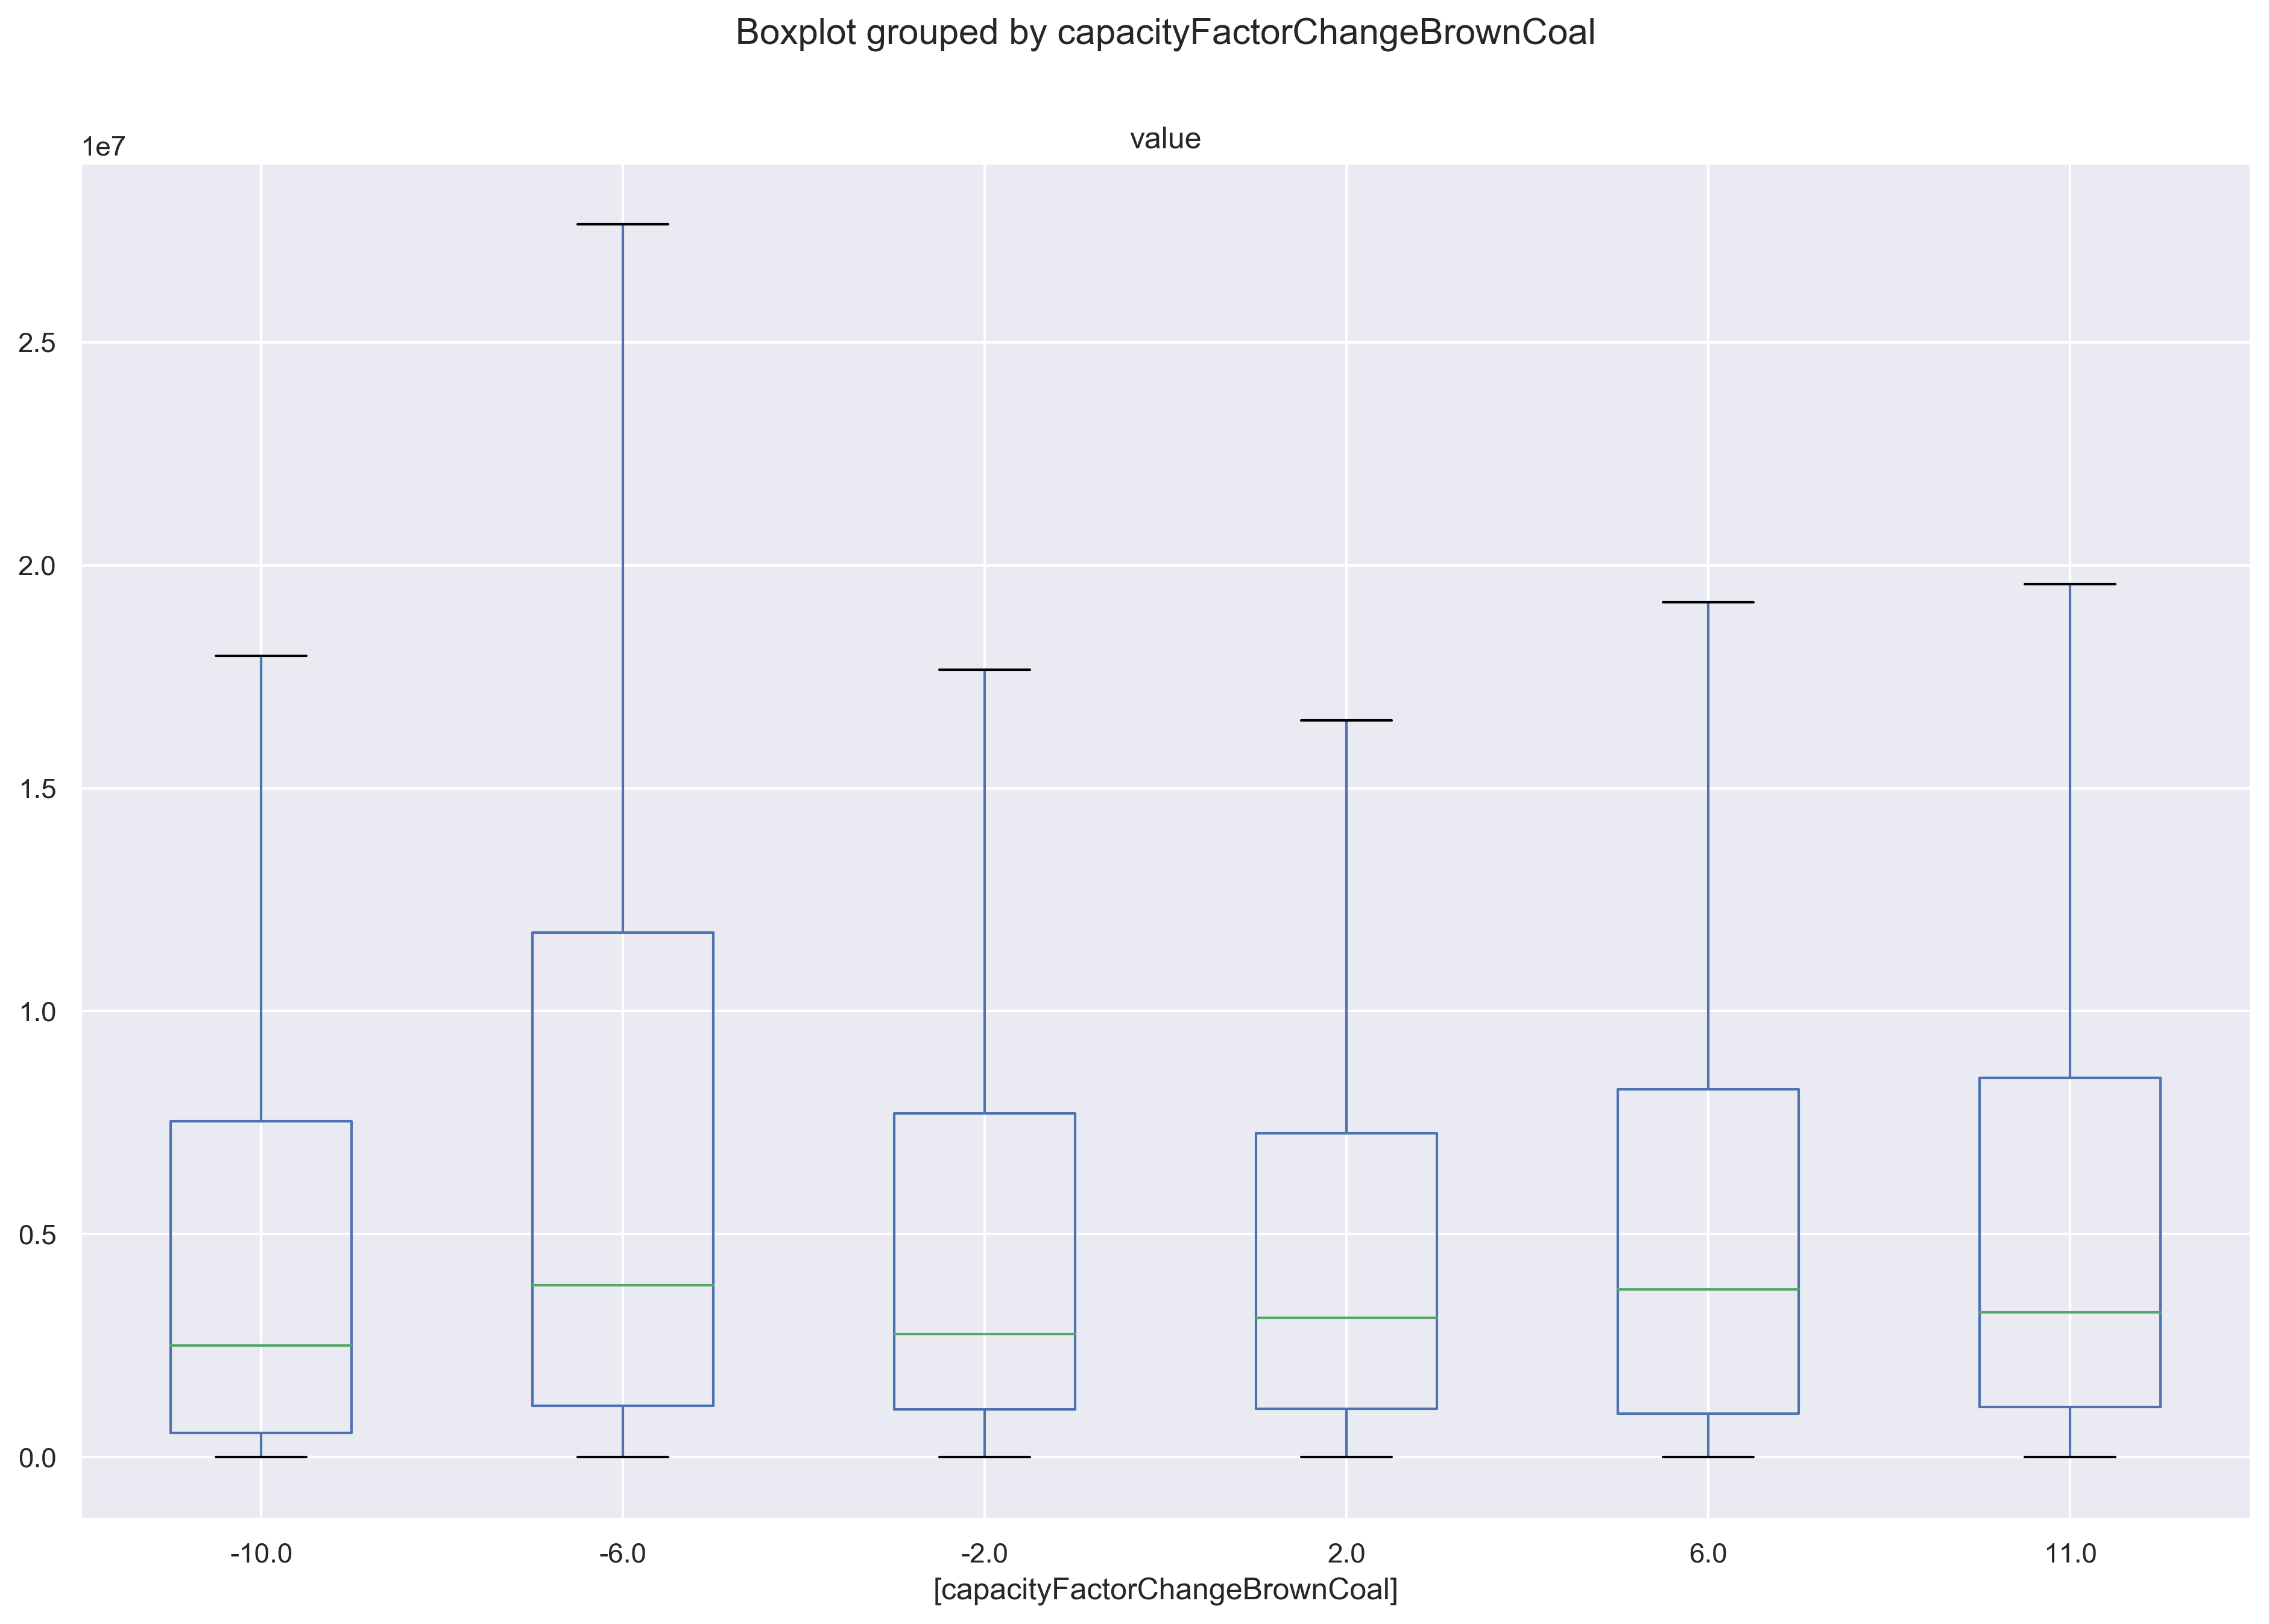 Boxplot grouped by capacityFactorChangeBrownCoal
value
1e7
2.5
2.0
1.5
1.0
0.5
0.0
-10.0 -6.0 -2.0 2.0 6.0 11.0
[capacityFactorChangeBrownCoal]